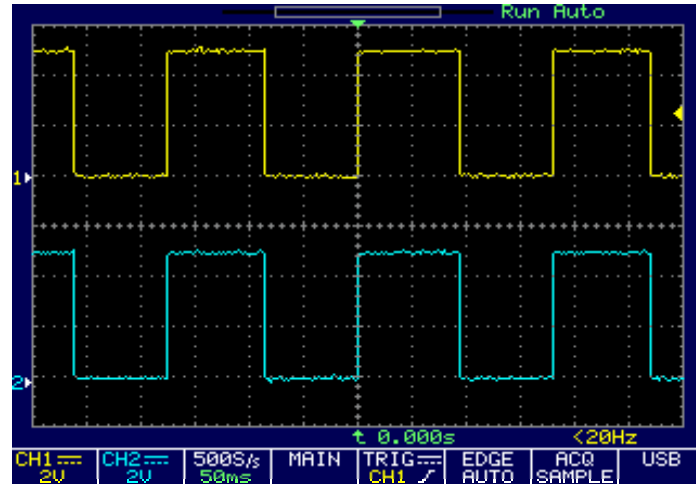 Run Auto
1
2
0.000s <20Hz
CH1 CH2 500S/s MAIN TRIG EDGE ACQ USB
2V 2V 50ms CH1 AUTO SAMPLE